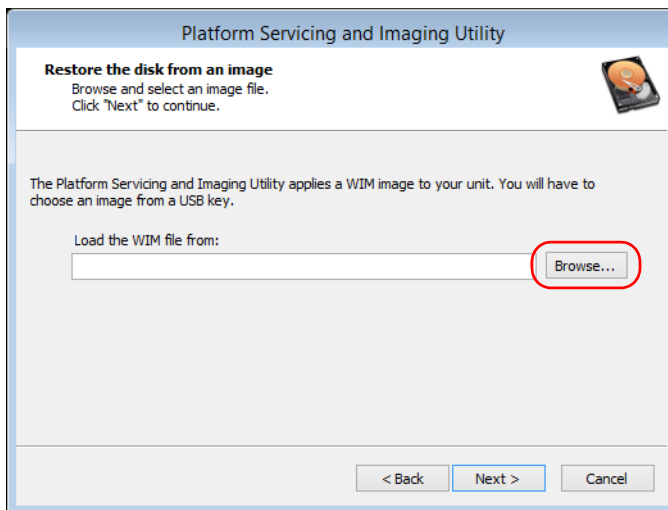 Platform Servicing and Imaging Utility
Restore the disk from an image
Browse and select an image file.
Click "Next" to continue.
The Platform Servicing and Imaging Utility applies a WIM image to your unit. You will have to
choose an image from a USB key.
Load the WIM file from:
Browse...
< Back Next > Cancel